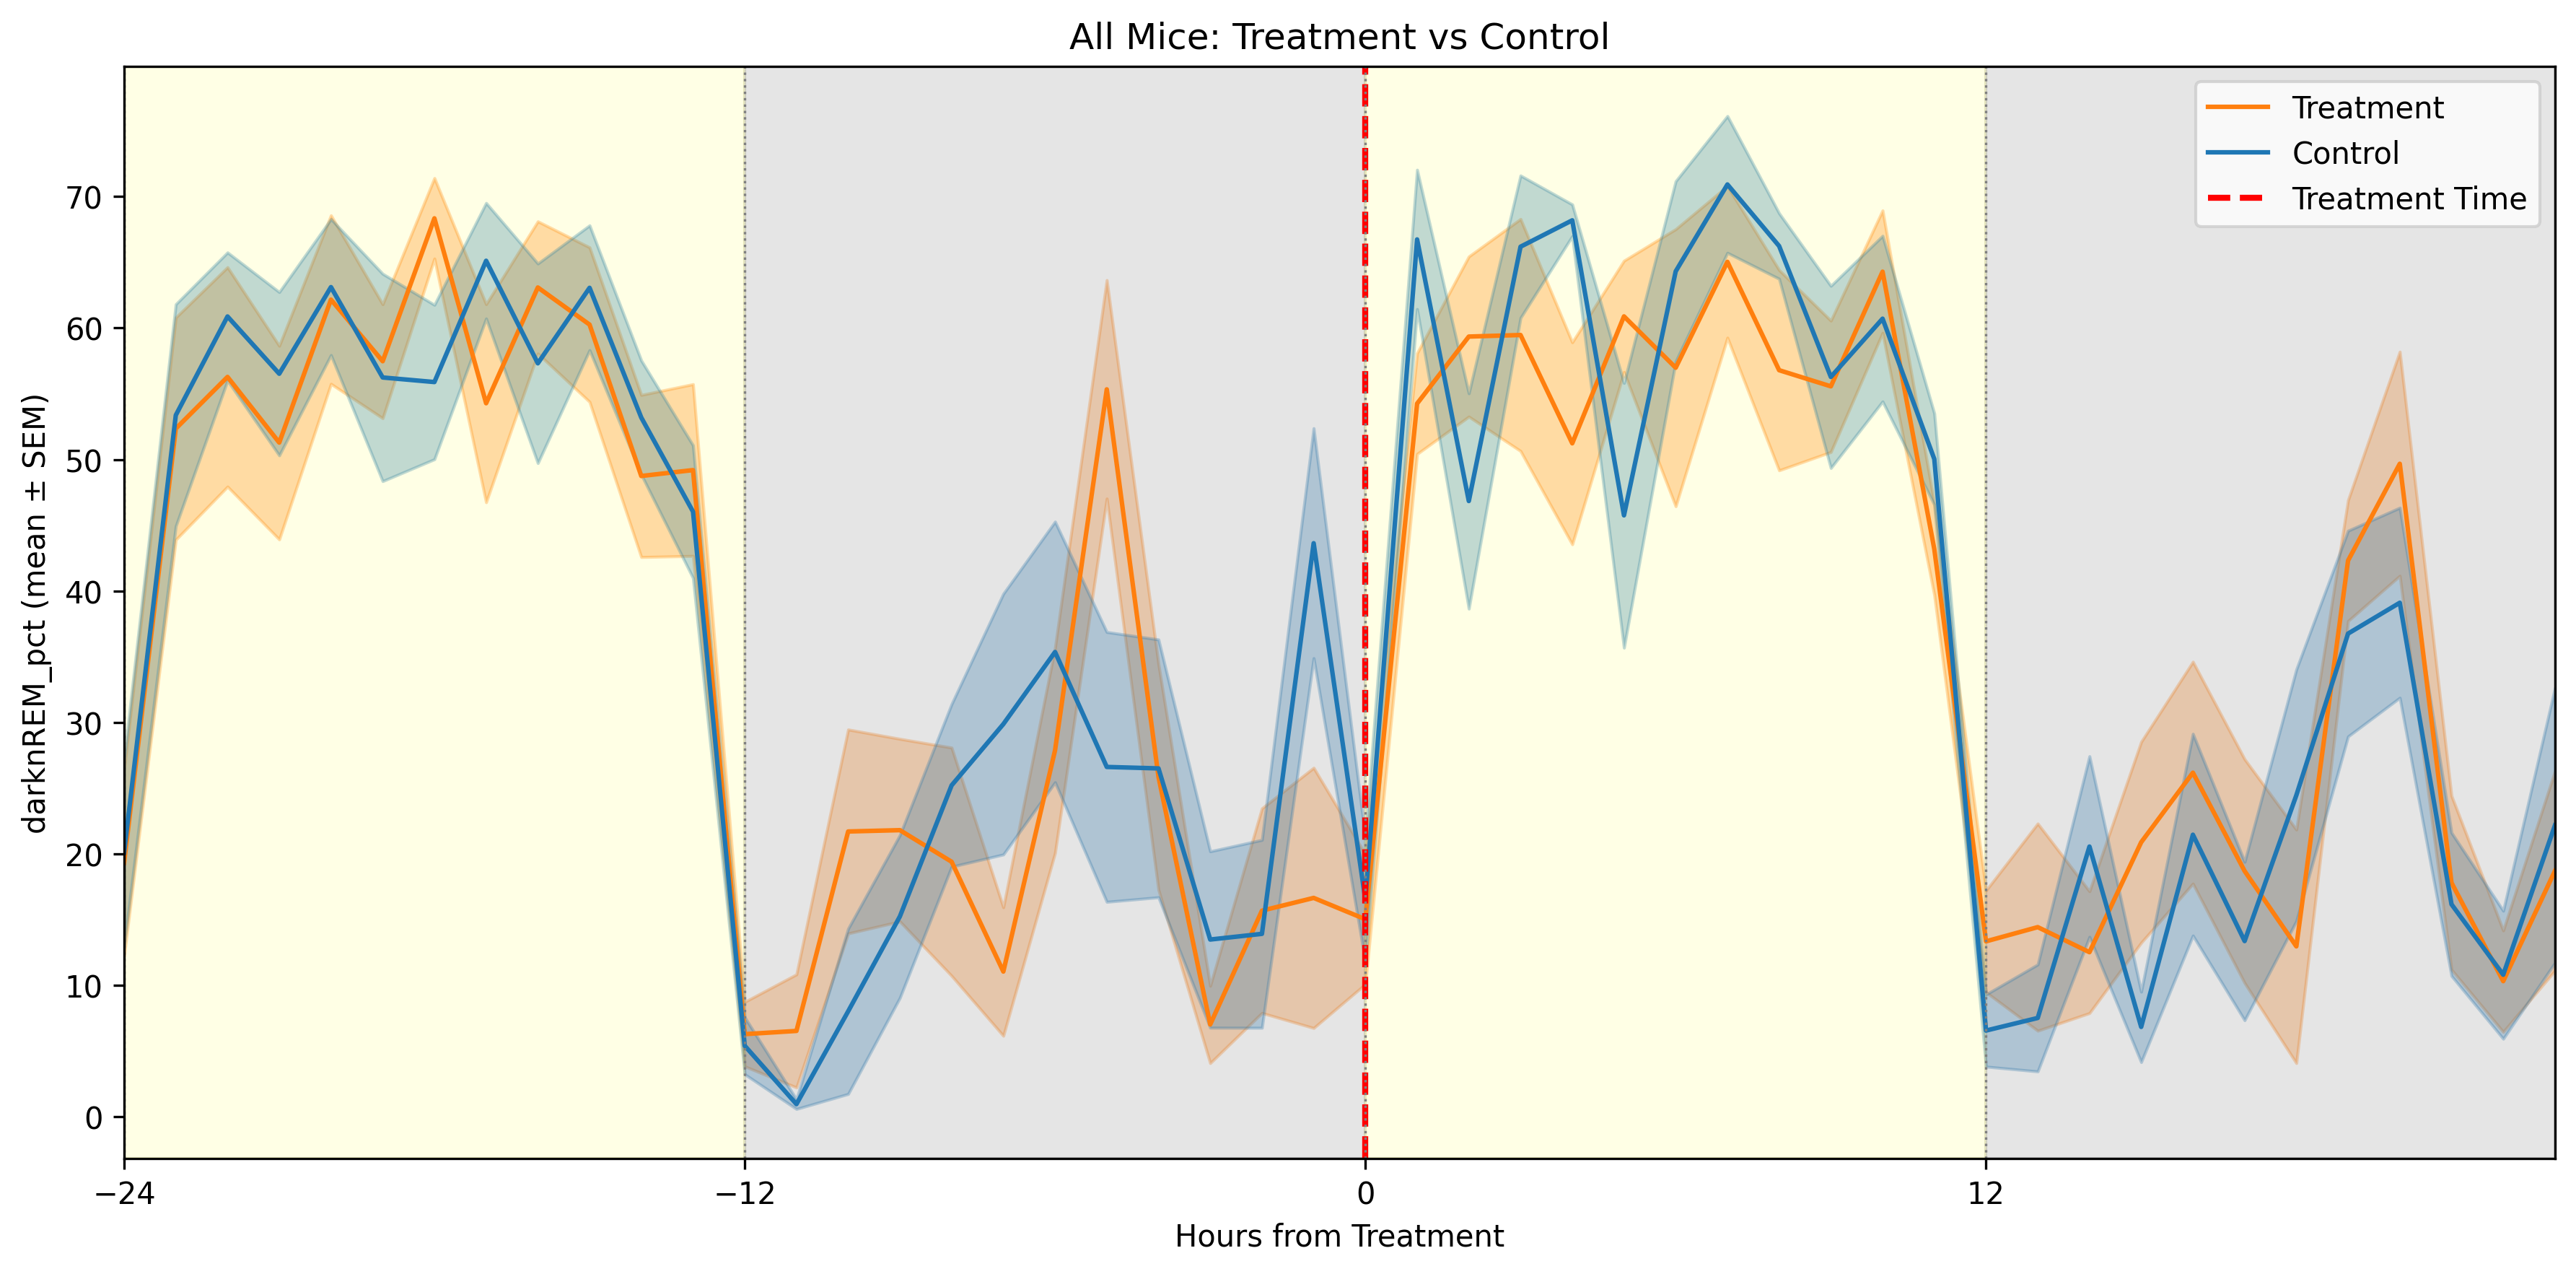 All Mice: Treatment vs Control
Treatment
Control
Treatment Time
darknREM_pct (mean ± SEM)
70
60
50
40
30
20
10
0
−24
−12
0
12
Hours from Treatment